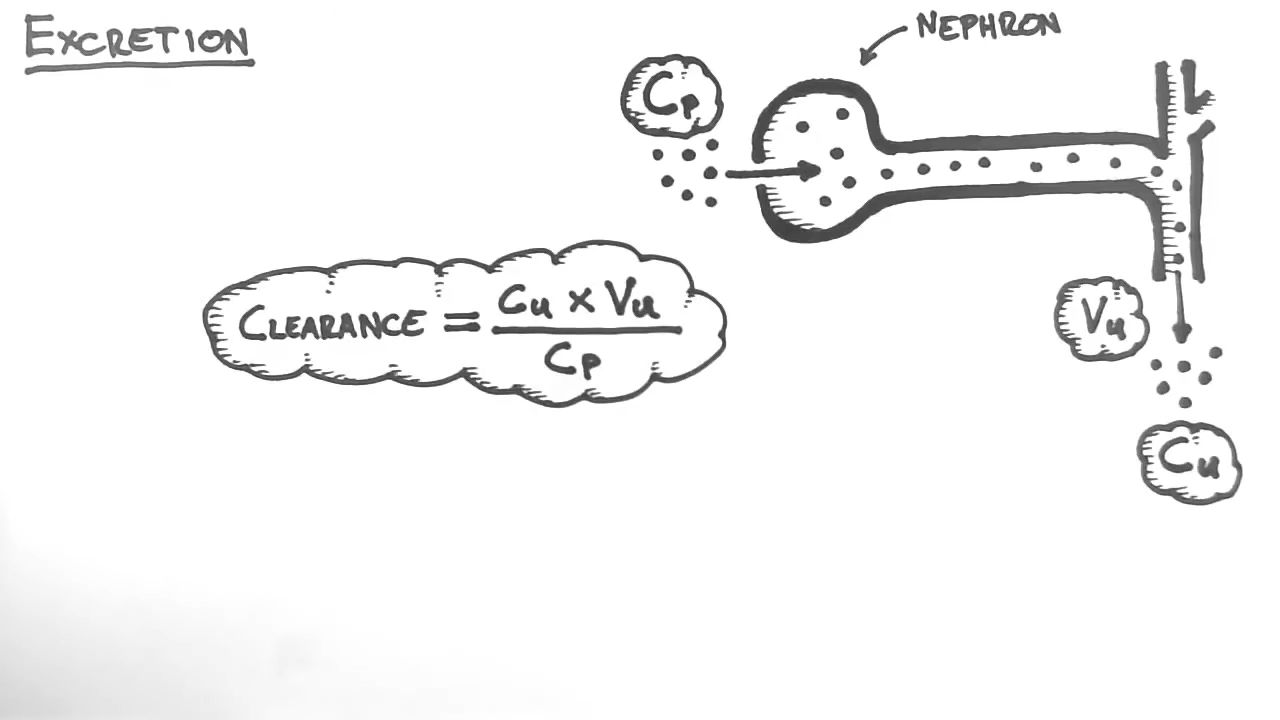 EXCRETION
NEPHRON
Cp
CLEARANCE = Cu x Vu
Cp
Vu
Cu